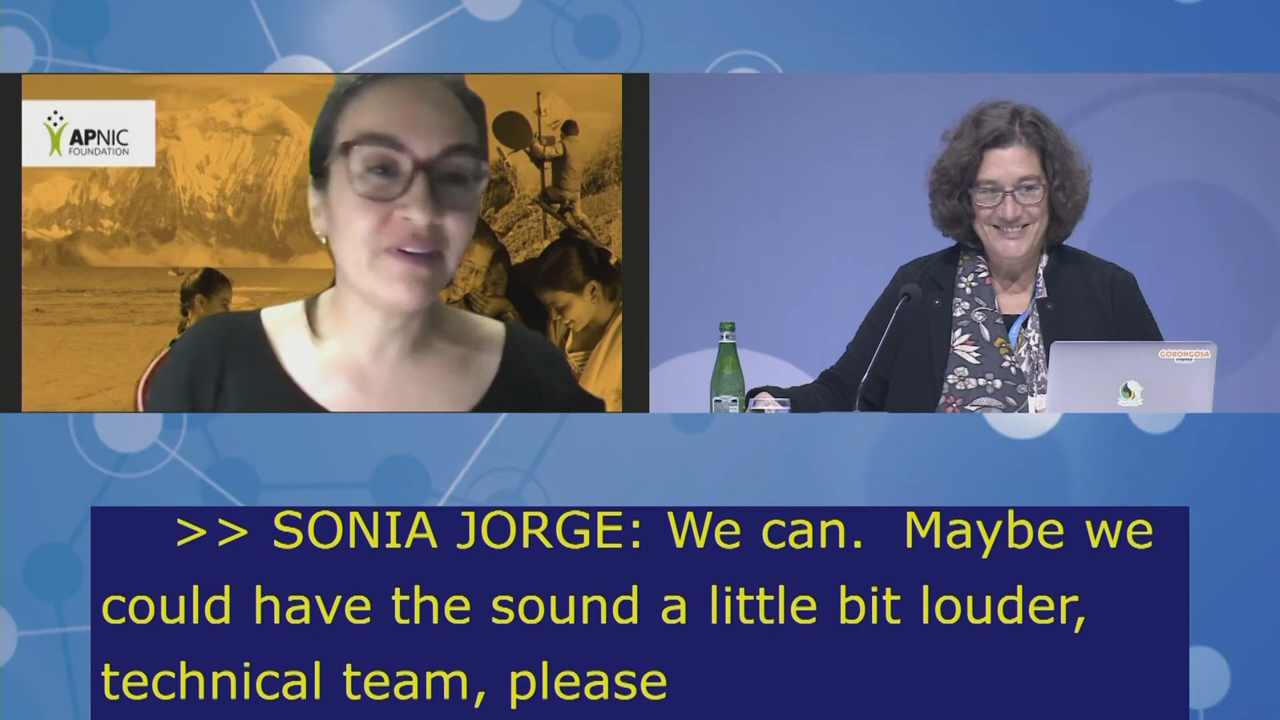 APNIC
FOUNDATION
GORONGOSA
>> SONIA JORGE: We can.  Maybe we
could have the sound a little bit louder,
technical team, please